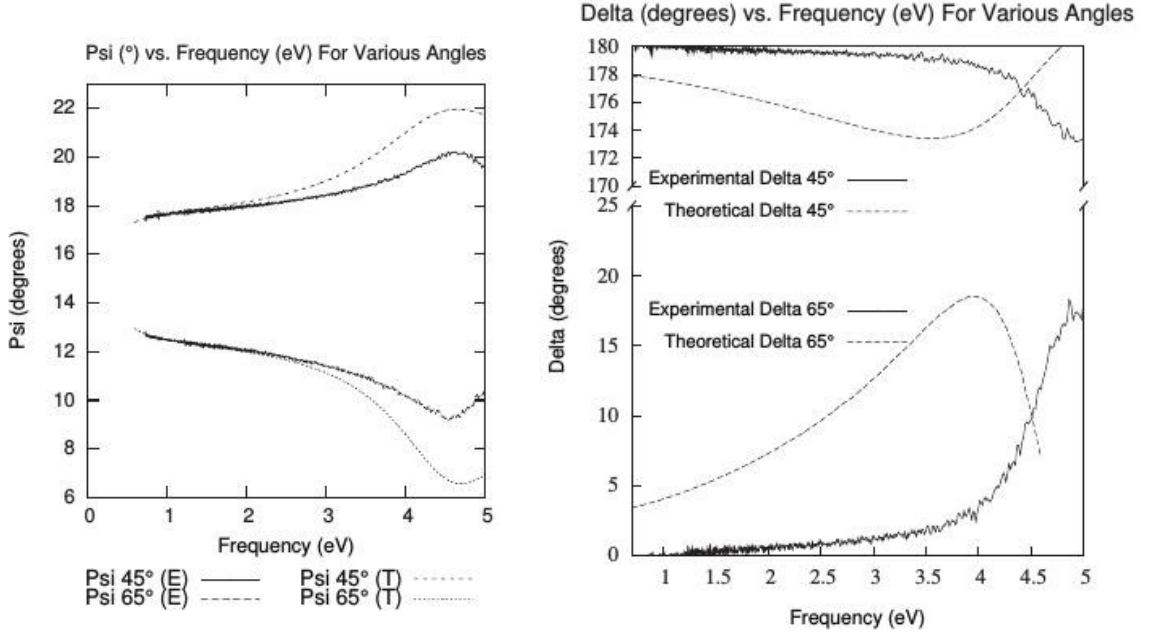 Psi (°) vs. Frequency (eV) For Various Angles
22
20
18
16
14
12
10
8
6
Psi (degrees)
0 1 2 3 4 5
Frequency (eV)
Psi 45° (E) Psi 45° (T)
Psi 65° (E) Psi 65° (T)
Delta (degrees) vs. Frequency (eV) For Various Angles
180
178
176
174
172
170
25
20
15
10
5
0
Delta (degrees)
Experimental Delta 45°
Theoretical Delta 45°
Experimental Delta 65°
Theoretical Delta 65°
1 1.5 2 2.5 3 3.5 4 4.5 5
Frequency (eV)